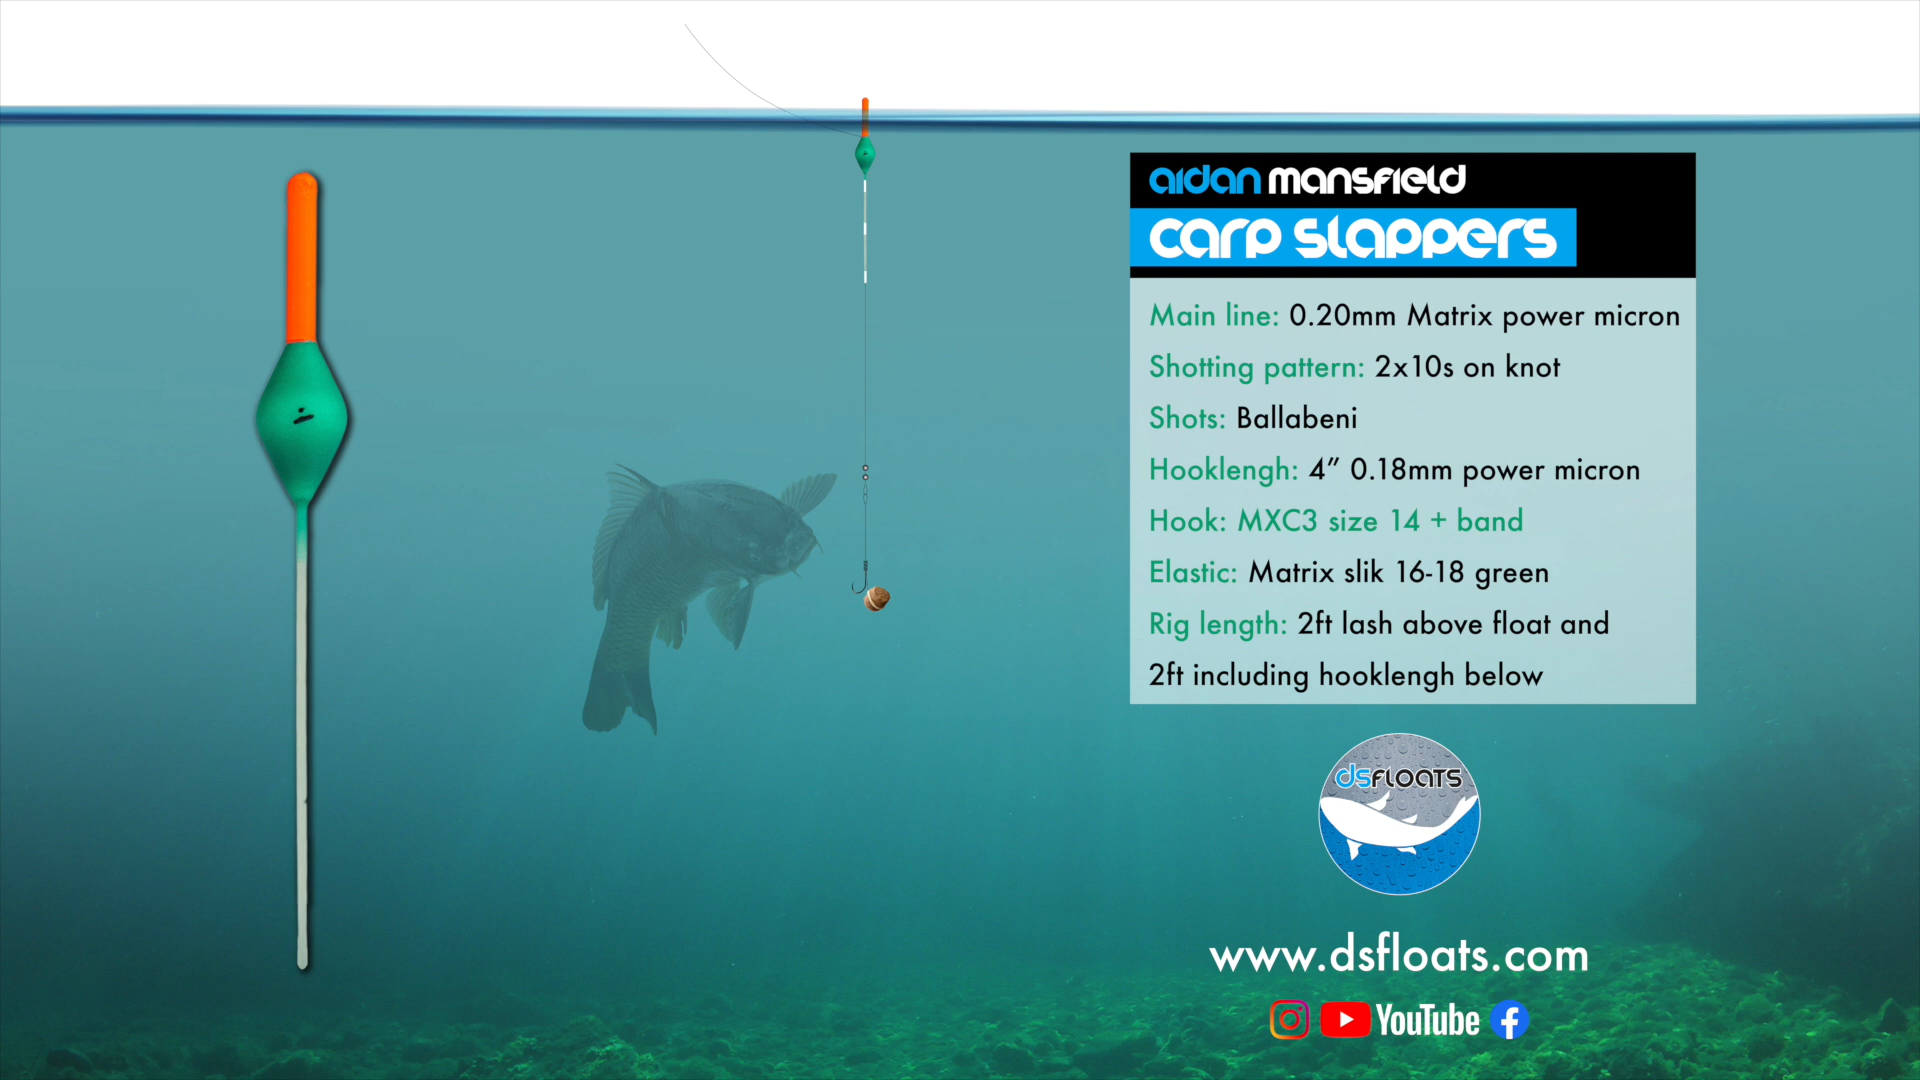 aidan mansfield
carp slappers
Main line: 0.20mm Matrix power micron
Shotting pattern: 2x10s on knot
Shots: Ballabeni
Hooklengh: 4” 0.18mm power micron
Hook: MXC3 size 14 + band
Elastic: Matrix slik 16-18 green
Rig length: 2ft lash above float and
2ft including hooklengh below
dsfloats
www.dsfloats.com
YouTube